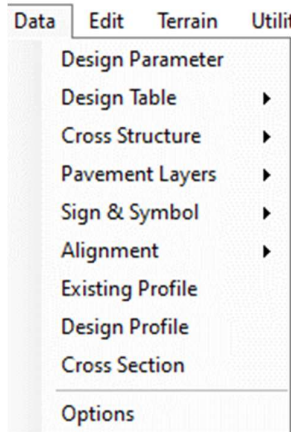 Data Edit Terrain
Design Parameter
Design Table
Cross Structure
Pavement Layers
Sign & Symbol
Alignment
Existing Profile
Design Profile
Cross Section
Options